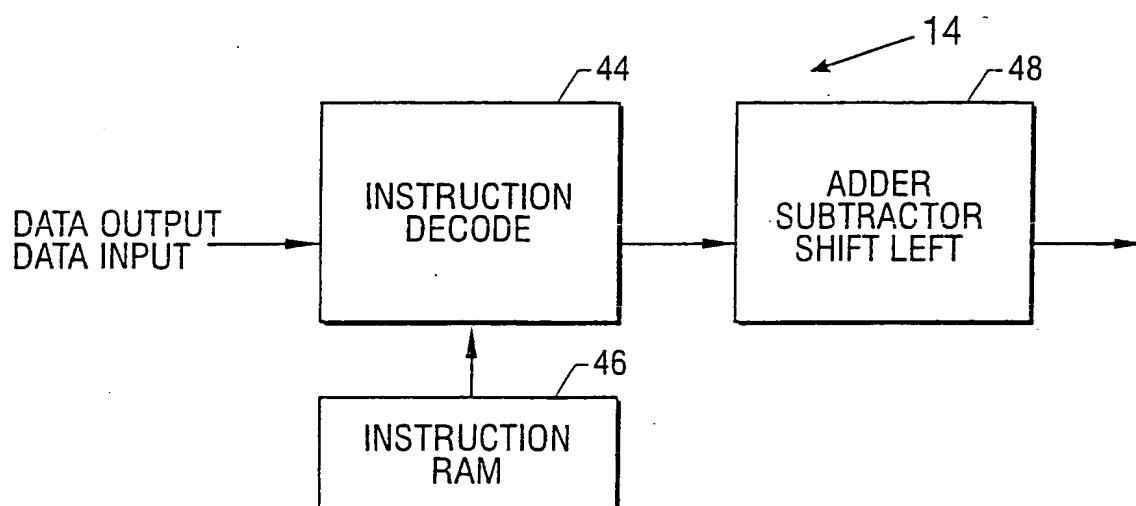 14
44
48
INSTRUCTION
DECODE
ADDER
SUBTRACTOR
SHIFT LEFT
DATA OUTPUT
DATA INPUT
46
INSTRUCTION
RAM